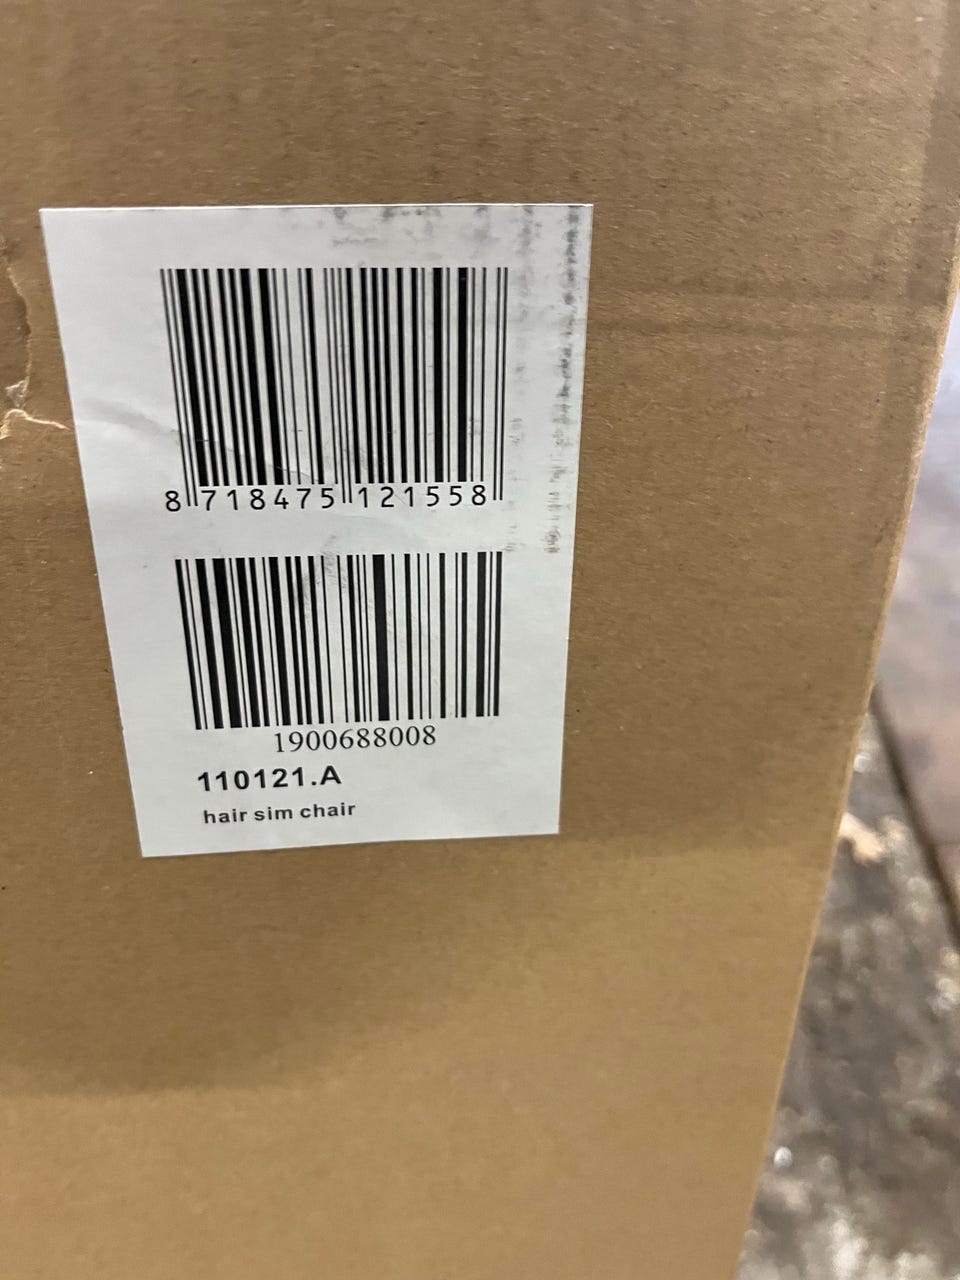 8 718475 121558
1900688008
110121.A
hair sim chair